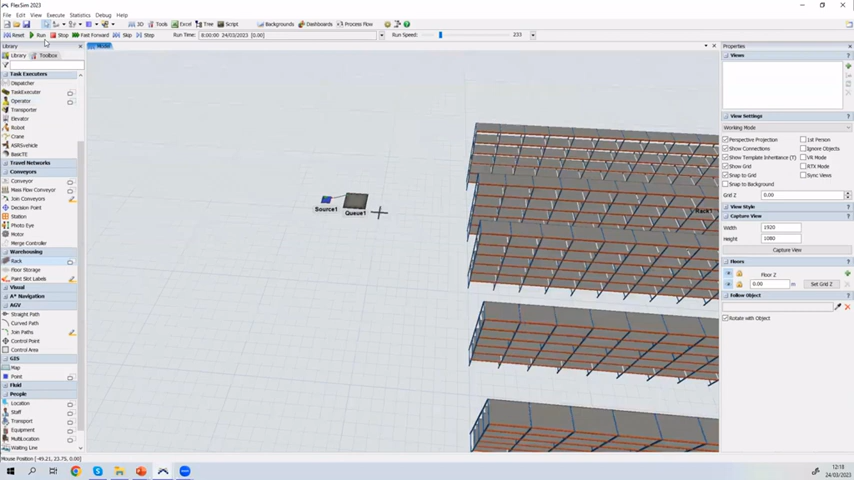 FlexSim 2023
File Edit View Execute Statistics Debug Help
3D Tools Excel Tree Script Backgrounds Dashboards Process Flow
Reset Run Stop Fast Forward Skip Step Run Time: 8:00:00 24/03/2023 [0.00] Run Speed: 233
Library
Library Toolbox
Task Executers
Dispatcher
TaskExecuter
Operator
Transporter
Elevator
Robot
Crane
ASRSvehicle
BasicTE
Travel Networks
Conveyors
Conveyor
Mass Flow Conveyor
Join Conveyors
Decision Point
Station
Photo Eye
Motor
Merge Controller
Warehousing
Rack
Floor Storage
Paint Slot Labels
Visual
A* Navigation
AGV
Straight Path
Curved Path
Join Paths
Control Point
Control Area
GIS
Map
Point
Fluid
People
Location
Staff
Transport
Equipment
MultiLocation
Waiting Line
Model
Source1
Queue1
Rack1
Properties
Views
View Settings
Working Mode
Perspective Projection 1st Person
Show Connections Ignore Objects
Show Template Inheritance (T) VR Mode
Show Grid RTX Mode
Snap to Grid Sync Views
Snap to Background
Grid Z 0.00
View Style
Capture View
Width 1920
Height 1080
Capture View
Floors
Floor Z
0.00 m Set Grid Z
Follow Object
Rotate with Object
Mouse Position [-49.21, 23.75, 0.00]
12:18
24/03/2023